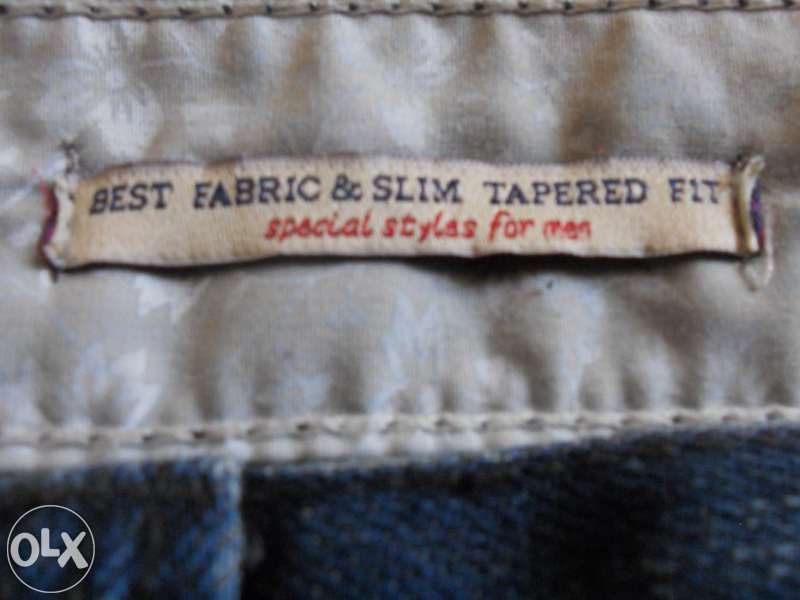 BEST FABRIC & SLIM TAPERED FIT
special styles for men
OLX